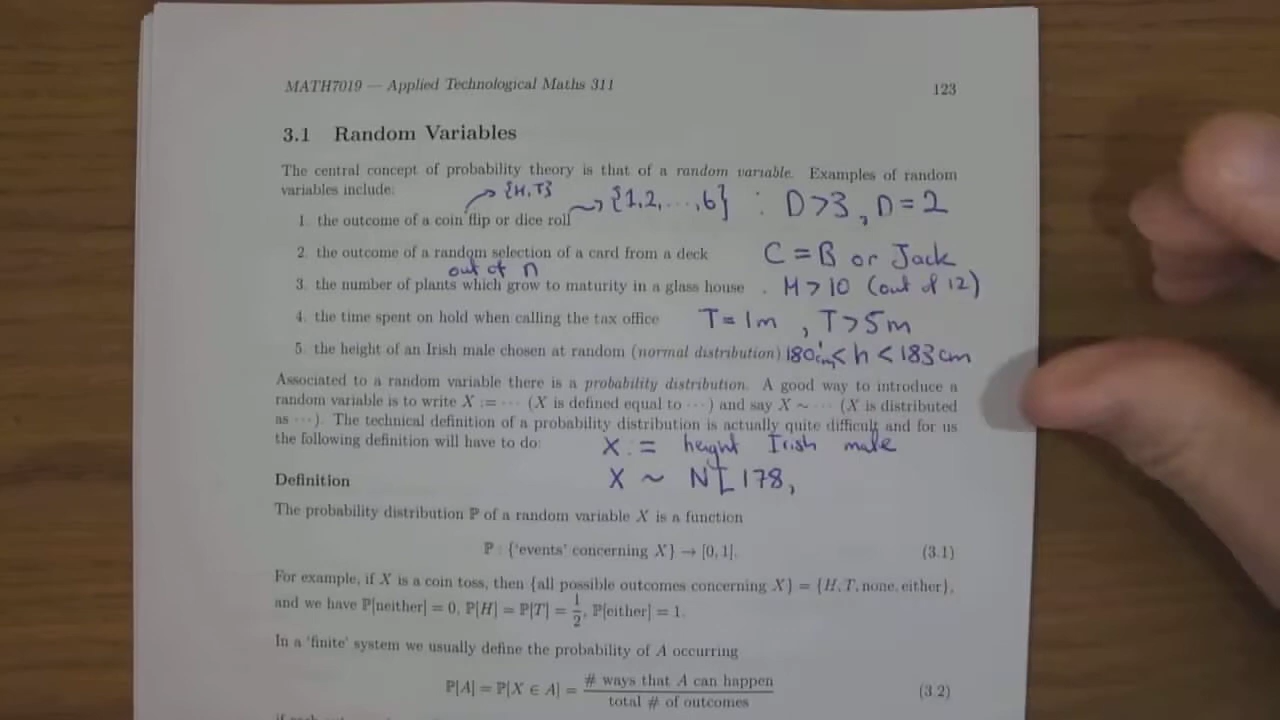 MATH7019 — Applied Technological Maths 311 123
3.1 Random Variables
The central concept of probability theory is that of a random variable. Examples of random
variables include:
{H,T}
1. the outcome of a coin flip or dice roll {1,2,...,6} : D>3, D=2
2. the outcome of a random selection of a card from a deck C = B or Jack
out of n
3. the number of plants which grow to maturity in a glass house . M > 10 (out of 12)
4. the time spent on hold when calling the tax office T = 1m , T > 5m
5. the height of an Irish male chosen at random (normal distribution) 180cm < h < 183cm
Associated to a random variable there is a probability distribution. A good way to introduce a
random variable is to write X := ··· (X is defined equal to ···) and say X ∼ ··· (X is distributed
as ···). The technical definition of a probability distribution is actually quite difficult and for us
the following definition will have to do:
X := height Irish male
X ~ N[178,
Definition
The probability distribution ℙ of a random variable X is a function
ℙ : {'events' concerning X} → [0,1]. (3.1)
For example, if X is a coin toss, then {all possible outcomes concerning X} = {H, T, none, either},
and we have ℙ[neither] = 0, ℙ[H] = ℙ[T] = 1/2, ℙ[either] = 1.
In a 'finite' system we usually define the probability of A occurring
ℙ[A] = ℙ[X ∈ A] = # ways that A can happen / total # of outcomes (3.2)